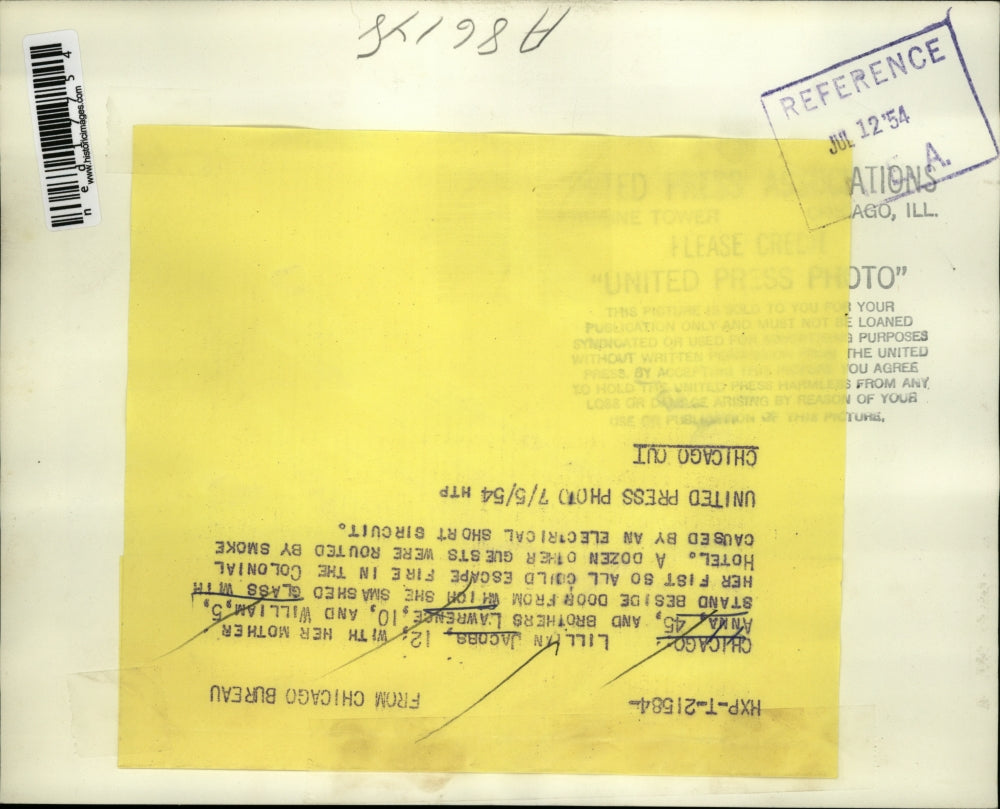 A86178
REFERENCE
JUL 12 '54
E. A.
www.historicimages.com
UNITED PRESS ASSOCIATIONS
TRIBUNE TOWER CHICAGO, ILL.
PLEASE CREDIT
"UNITED PRESS PHOTO"
THIS PICTURE IS SOLD TO YOU FOR YOUR
PUBLICATION ONLY AND MUST NOT BE LOANED
SYNDICATED OR USED FOR ADVERTISING PURPOSES
WITHOUT WRITTEN PERMISSION FROM THE UNITED
PRESS. BY ACCEPTING THIS PICTURE YOU AGREE
TO HOLD THE UNITED PRESS HARMLESS FROM ANY
LOSS OR DAMAGE ARISING BY REASON OF YOUR
USE OR PUBLICATION OF THIS PICTURE.
HXP-T-21584- FROM CHICAGO BUREAU
CHICAGO: LILLIAN JACOBS, 12, WITH HER MOTHER
ANNA, 45, AND BROTHERS LAWRENCE, 10, AND WILLIAM, 5,
STAND BESIDE DOOR FROM WHICH SHE SMASHED GLASS WITH
HER FIST SO ALL COULD ESCAPE FIRE IN THE COLONIAL
HOTEL. A DOZEN OTHER GUESTS WERE ROUTED BY SMOKE
CAUSED BY AN ELECTRICAL SHORT SIRCUIT.
UNITED PRESS PHOTO 7/5/54 HTP
CHICAGO OUT